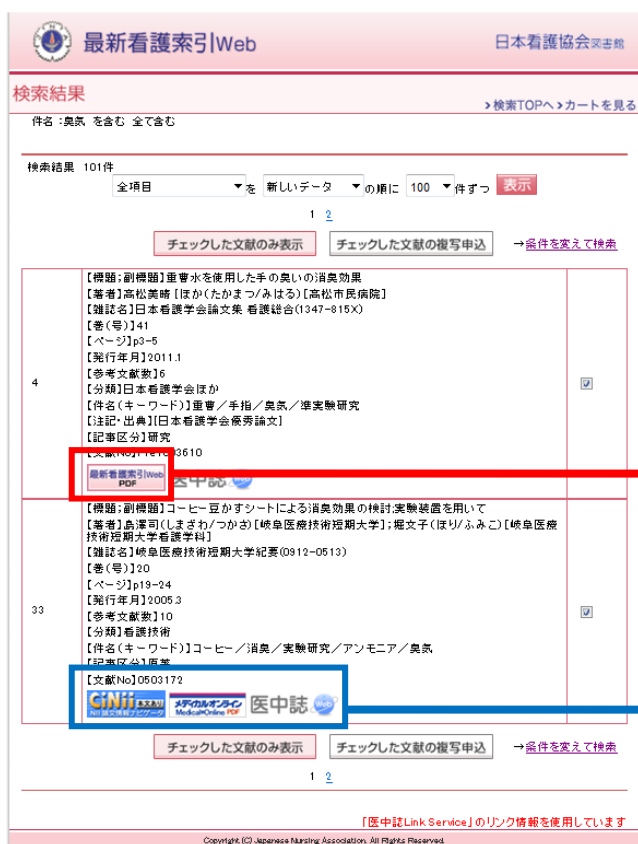 最新看護索引Web
日本看護協会図書館
検索結果
>検索TOPへ >カートを見る
件名 :臭気 を含む 全て含む
検索結果 101件
全項目 ▼を 新しいデータ ▼の順に 100 ▼件ずつ 表示
1 2
チェックした文献のみ表示 チェックした文献の複写申込 →条件を変えて検索
4
【標題;副標題】重曹水を使用した手の臭いの消臭効果
【著者】高松美晴[ほか(たかまつ/みはる)[高松市民病院]
【雑誌名】日本看護学会論文集 看護総合(1347-815X)
【巻(号)】41
【ページ】p3-5
【発行年月】2011.1
【参考文献数】6
【分類】日本看護学会ほか
【件名(キーワード)】重曹/手指/臭気/準実験研究
【注記・出典】[日本看護学会優秀論文]
【記事区分】研究
最新看護索引Web PDF 医中誌
33
【標題;副標題】コーヒー豆かすシートによる消臭効果の検討;実験装置を用いて
【著者】島澤司(しまざわ/つかさ)[岐阜医療技術短期大学];堀文子(ほり/ふみこ)[岐阜医療
技術短期大学看護学科]
【雑誌名】岐阜医療技術短期大学紀要(0912-0513)
【巻(号)】20
【ページ】p19-24
【発行年月】2005.3
【参考文献数】10
【分類】看護技術
【件名(キーワード)】コーヒー/消臭/実験研究/アンモニア/臭気
【記事区分】原著
【文献No】0503172
CiNii 本文あり NII論文情報ナビゲータ メディカルオンライン Medical*Online PDF 医中誌 Web
チェックした文献のみ表示 チェックした文献の複写申込 →条件を変えて検索
1 2
「医中誌Link Service」のリンク情報を使用しています
Copyright (C) Japanese Nursing Association. All Rights Reserved.